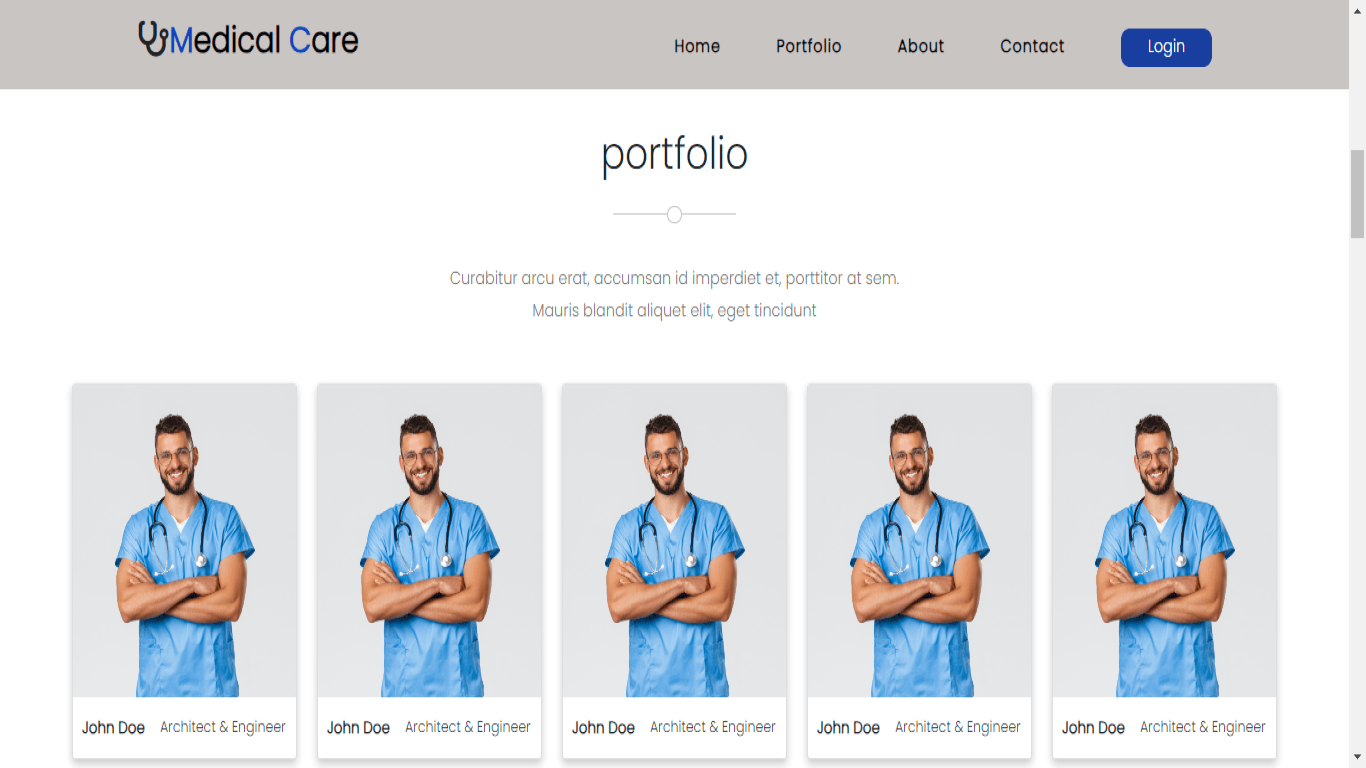 Medical Care
Home Portfolio About Contact Login
portfolio
Curabitur arcu erat, accumsan id imperdiet et, porttitor at sem.
Mauris blandit aliquet elit, eget tincidunt
John Doe Architect & Engineer John Doe Architect & Engineer John Doe Architect & Engineer John Doe Architect & Engineer John Doe Architect & Engineer